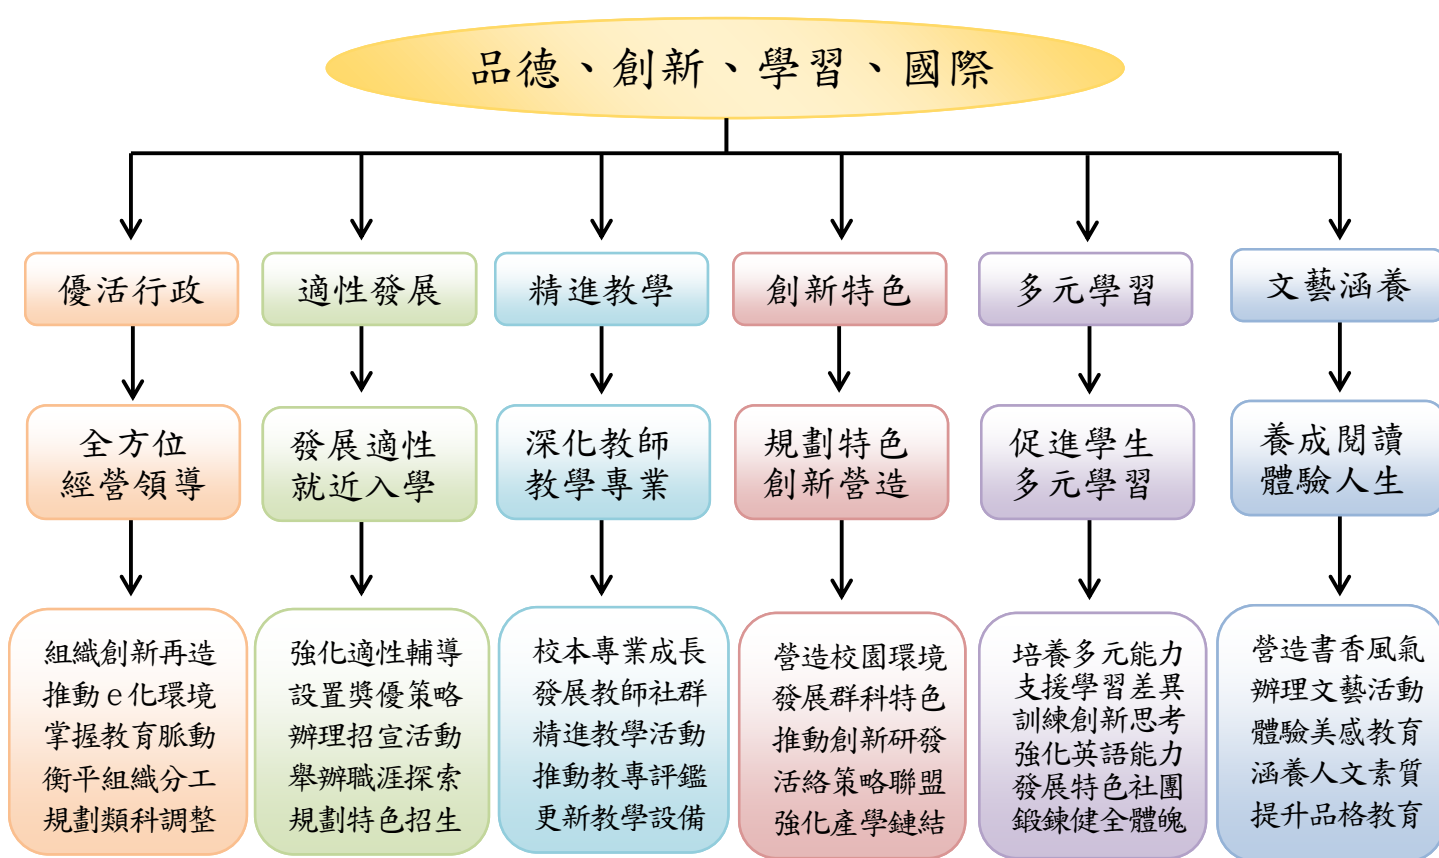 品德、創新、學習、國際
優活行政
適性發展
精進教學
創新特色
多元學習
文藝涵養
全方位
經營領導
發展適性
就近入學
深化教師
教學專業
規劃特色
創新營造
促進學生
多元學習
養成閱讀
體驗人生
組織創新再造
推動e化環境
掌握教育脈動
衡平組織分工
規劃類科調整
強化適性輔導
設置獎優策略
辦理招宣活動
舉辦職涯探索
規劃特色招生
校本專業成長
發展教師社群
精進教學活動
推動教專評鑑
更新教學設備
營造校園環境
發展群科特色
推動創新研發
活絡策略聯盟
強化產學鏈結
培養多元能力
支援學習差異
訓練創新思考
強化英語能力
發展特色社團
鍛鍊健全體魄
營造書香風氣
辦理文藝活動
體驗美感教育
涵養人文素質
提升品格教育